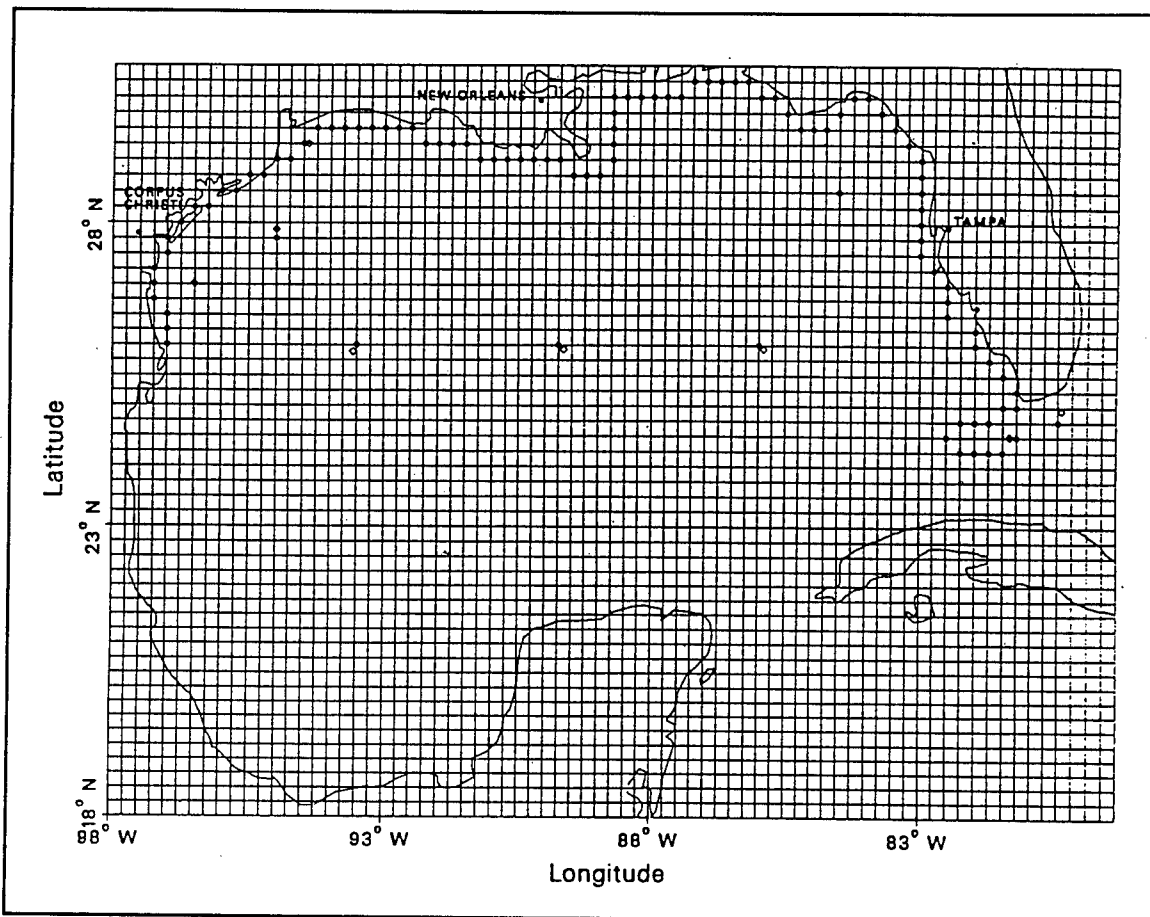 NEW ORLEANS
CORPUS
CHRISTI
TAMPA
28° N
23° N
18° N
Latitude
98° W
93° W
88° W
83° W
Longitude